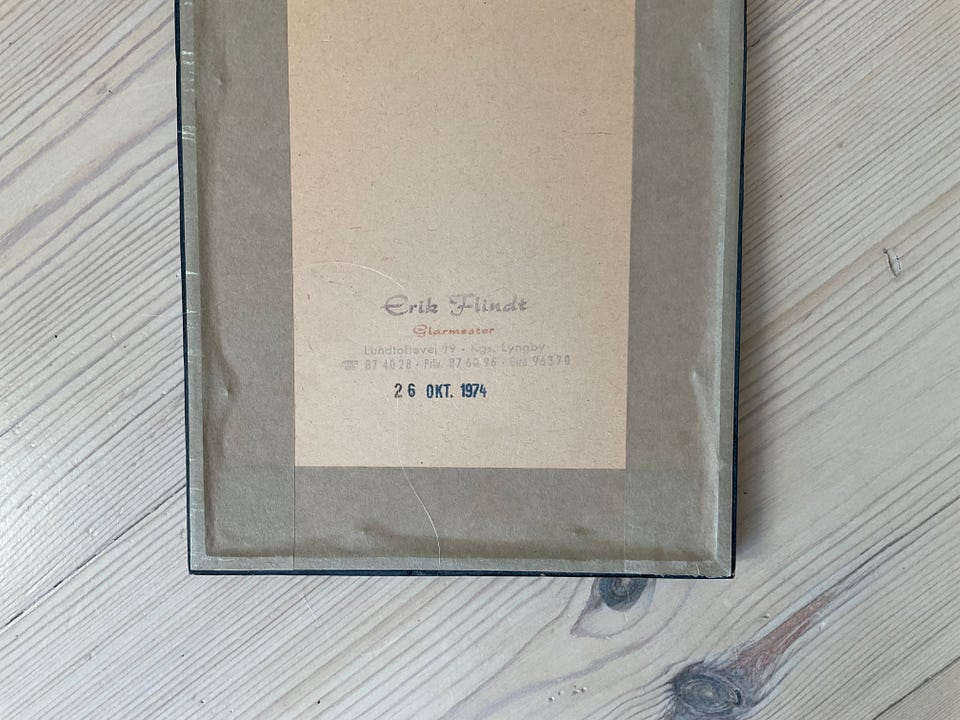 Erik Flindt
Glarmester
Lundtoftevej 19 - Kgs. Lyngby
☎ 87 40 28 · Priv. 87 60 96 · Giro 96370
26 OKT. 1974